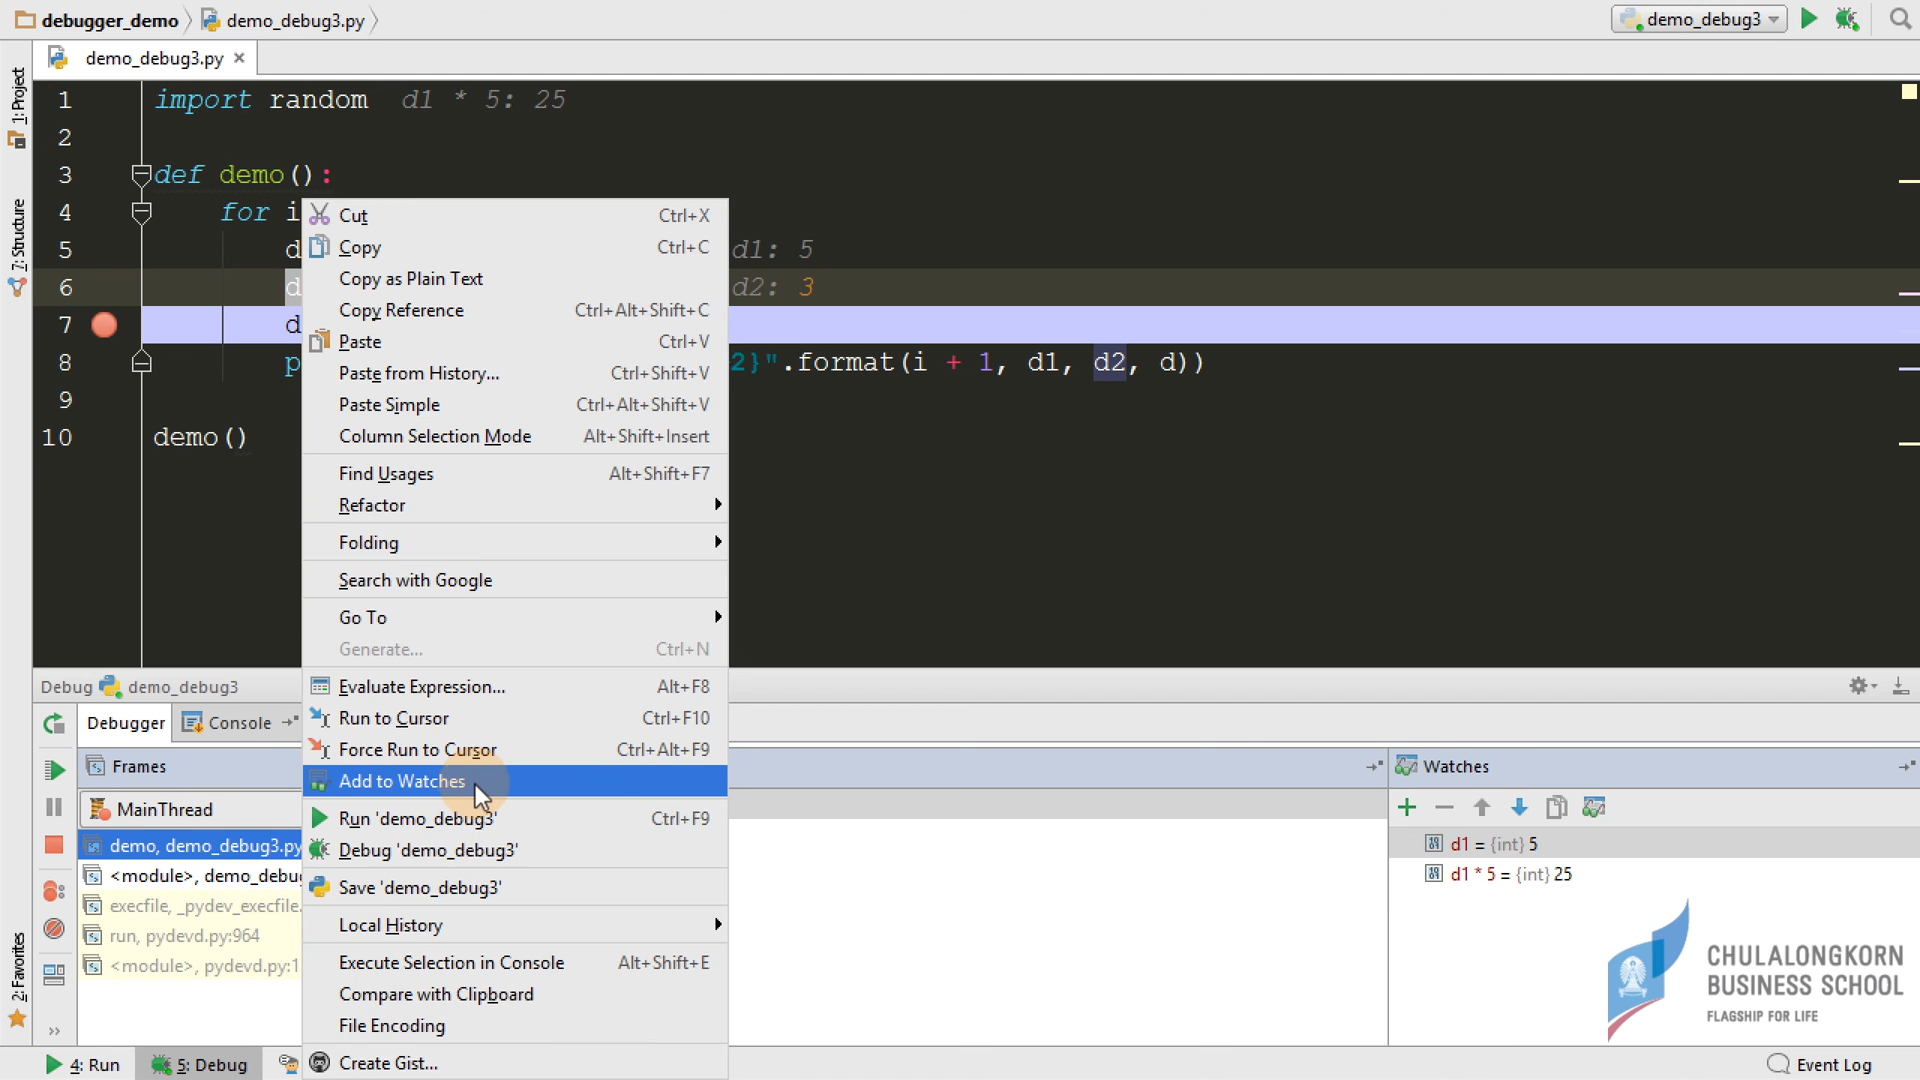 debugger_demo demo_debug3.py demo_debug3
demo_debug3.py
1: Project
7: Structure
2: Favorites
1 import random d1 * 5: 25
2
3 def demo():
4 for i
5 d d1: 5
6 d d2: 3
7 d
8 p 2}".format(i + 1, d1, d2, d))
9
10 demo()
Cut Ctrl+X
Copy Ctrl+C
Copy as Plain Text
Copy Reference Ctrl+Alt+Shift+C
Paste Ctrl+V
Paste from History... Ctrl+Shift+V
Paste Simple Ctrl+Alt+Shift+V
Column Selection Mode Alt+Shift+Insert
Find Usages Alt+Shift+F7
Refactor
Folding
Search with Google
Go To
Generate... Ctrl+N
Evaluate Expression... Alt+F8
Run to Cursor Ctrl+F10
Force Run to Cursor Ctrl+Alt+F9
Add to Watches
Run 'demo_debug3' Ctrl+F9
Debug 'demo_debug3'
Save 'demo_debug3'
Local History
Execute Selection in Console Alt+Shift+E
Compare with Clipboard
File Encoding
Create Gist...
Debug demo_debug3
Debugger Console
Frames
MainThread
demo, demo_debug3.py
<module>, demo_debug
execfile, _pydev_execfile.
run, pydevd.py:964
<module>, pydevd.py:1
Watches
d1 = {int} 5
d1 * 5 = {int} 25
CHULALONGKORN
BUSINESS SCHOOL
FLAGSHIP FOR LIFE
4: Run 5: Debug Event Log